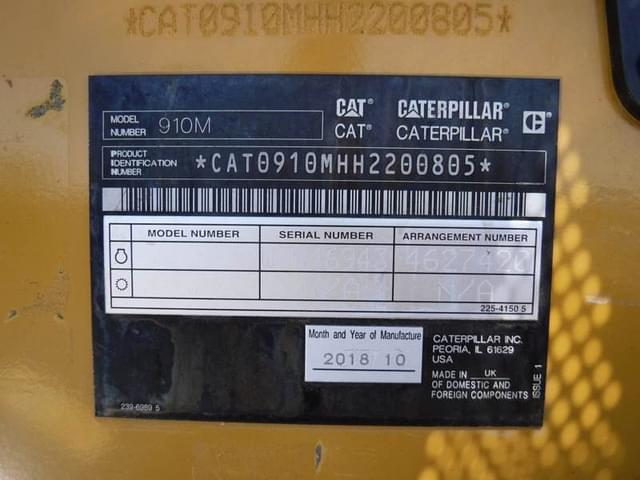 *CAT0910MHH2200805*
MODEL NUMBER 910M
CAT® CATERPILLAR®
CAT® CATERPILLAR®
PRODUCT IDENTIFICATION NUMBER *CAT0910MHH2200805*
MODEL NUMBER SERIAL NUMBER ARRANGEMENT NUMBER
4627420
N/A
225-4150 5
Month and Year of Manufacture
2018 10
CATERPILLAR INC.
PEORIA, IL 61629
USA
MADE IN UK
OF DOMESTIC AND
FOREIGN COMPONENTS
ISSUE 1
239-6989 5